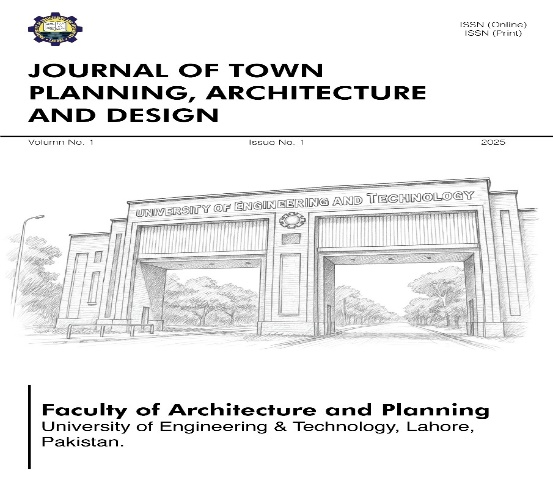 ISSN (Online)
ISSN (Print)
JOURNAL OF TOWN
PLANNING, ARCHITECTURE
AND DESIGN
Volumn No. 1 Issue No. 1 2025
UNIVERSITY OF ENGINEERING AND TECHNOLOGY
Faculty of Architecture and Planning
University of Engineering & Technology, Lahore,
Pakistan.